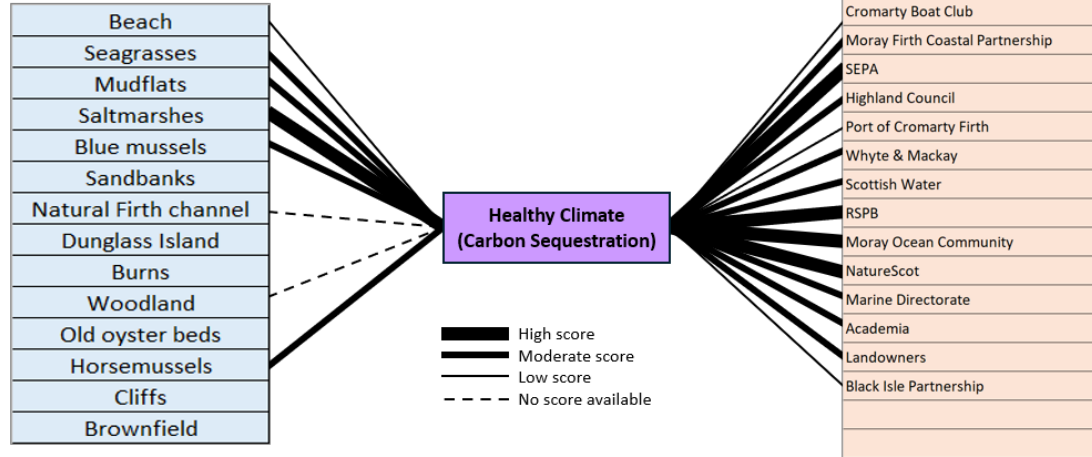 Beach
Seagrasses
Mudflats
Saltmarshes
Blue mussels
Sandbanks
Natural Firth channel
Dunglass Island
Burns
Woodland
Old oyster beds
Horsemussels
Cliffs
Brownfield
Healthy Climate
(Carbon Sequestration)
High score
Moderate score
Low score
No score available
Cromarty Boat Club
Moray Firth Coastal Partnership
SEPA
Highland Council
Port of Cromarty Firth
Whyte & Mackay
Scottish Water
RSPB
Moray Ocean Community
NatureScot
Marine Directorate
Academia
Landowners
Black Isle Partnership